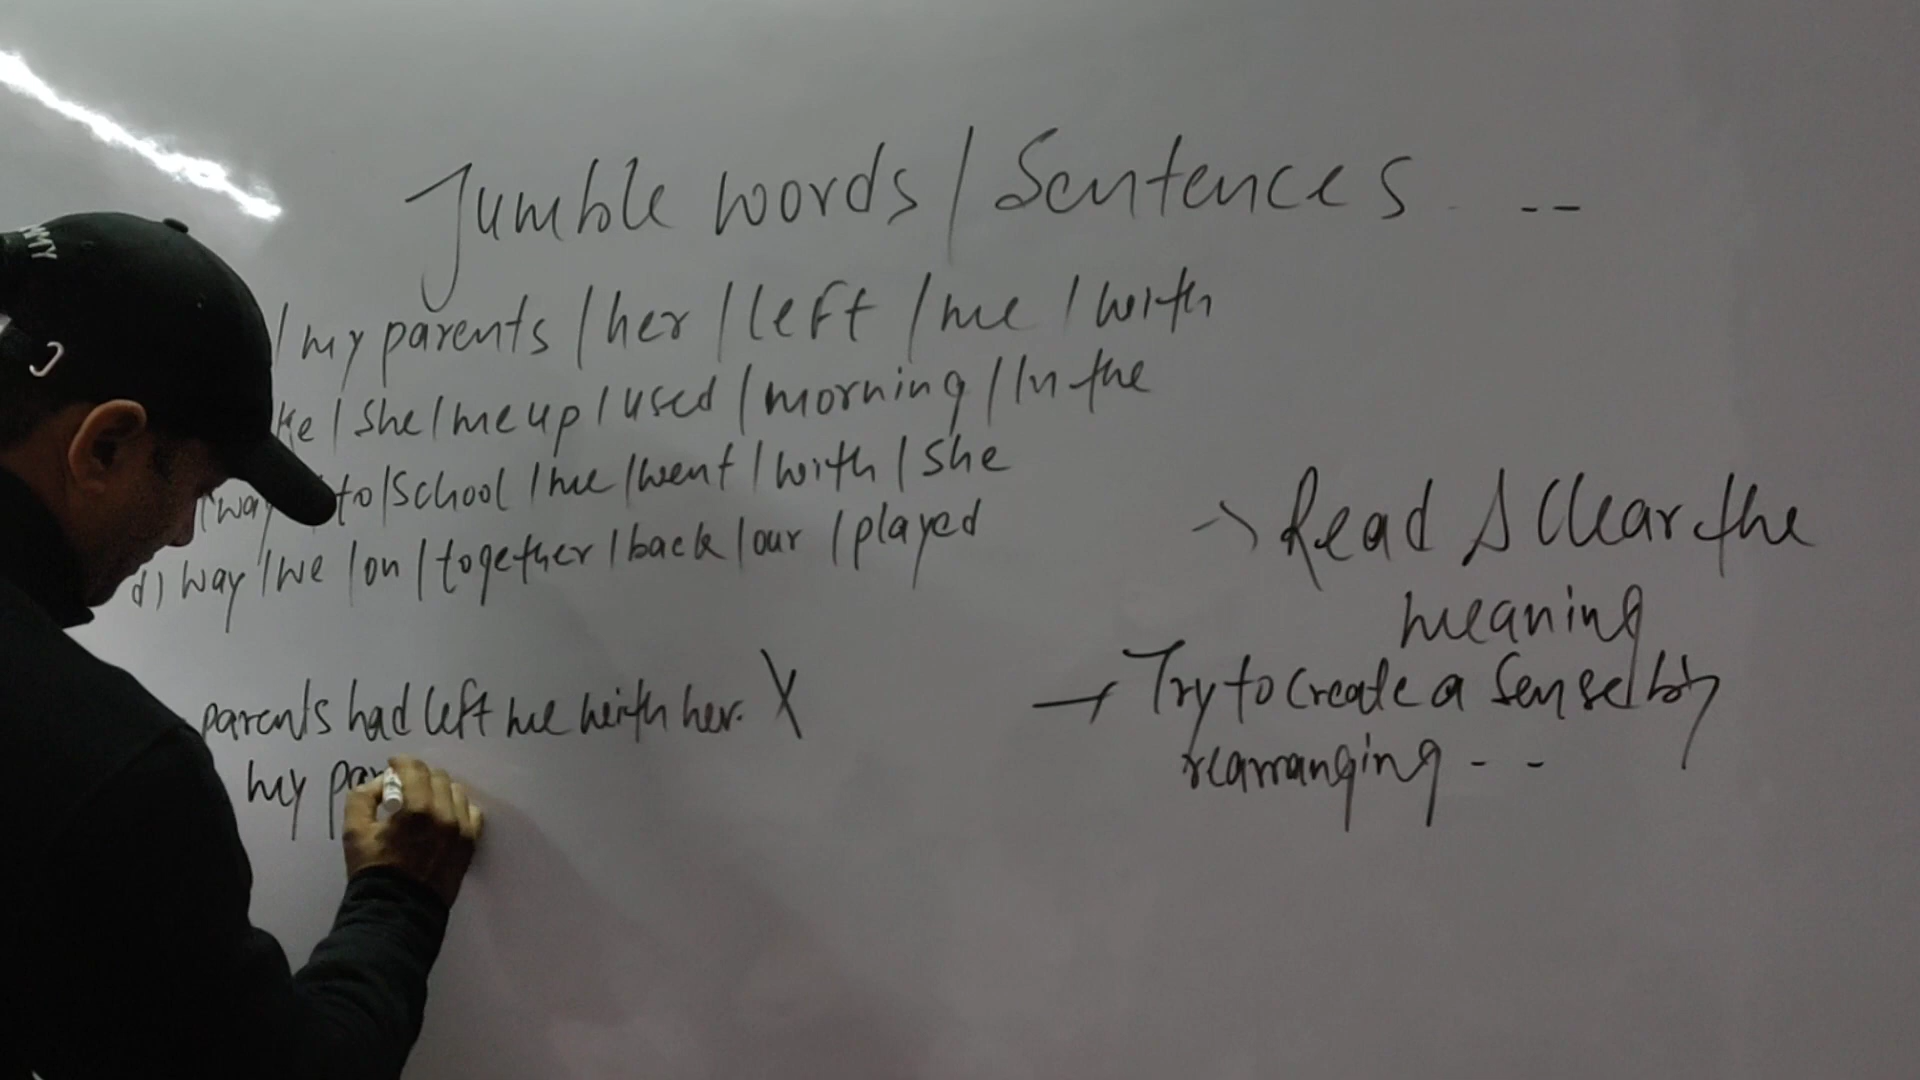 Jumble words / Sentences . --
/ my parents / her / left / me / with
ke / She / me up / used / morning / In the
way to / School / me / went / with / she
d) way / we / on / together / back / our / played
→ Read & Clear the
meaning
parents had left me with her. X
→ Try to create a sense by
my par
rearranging - -